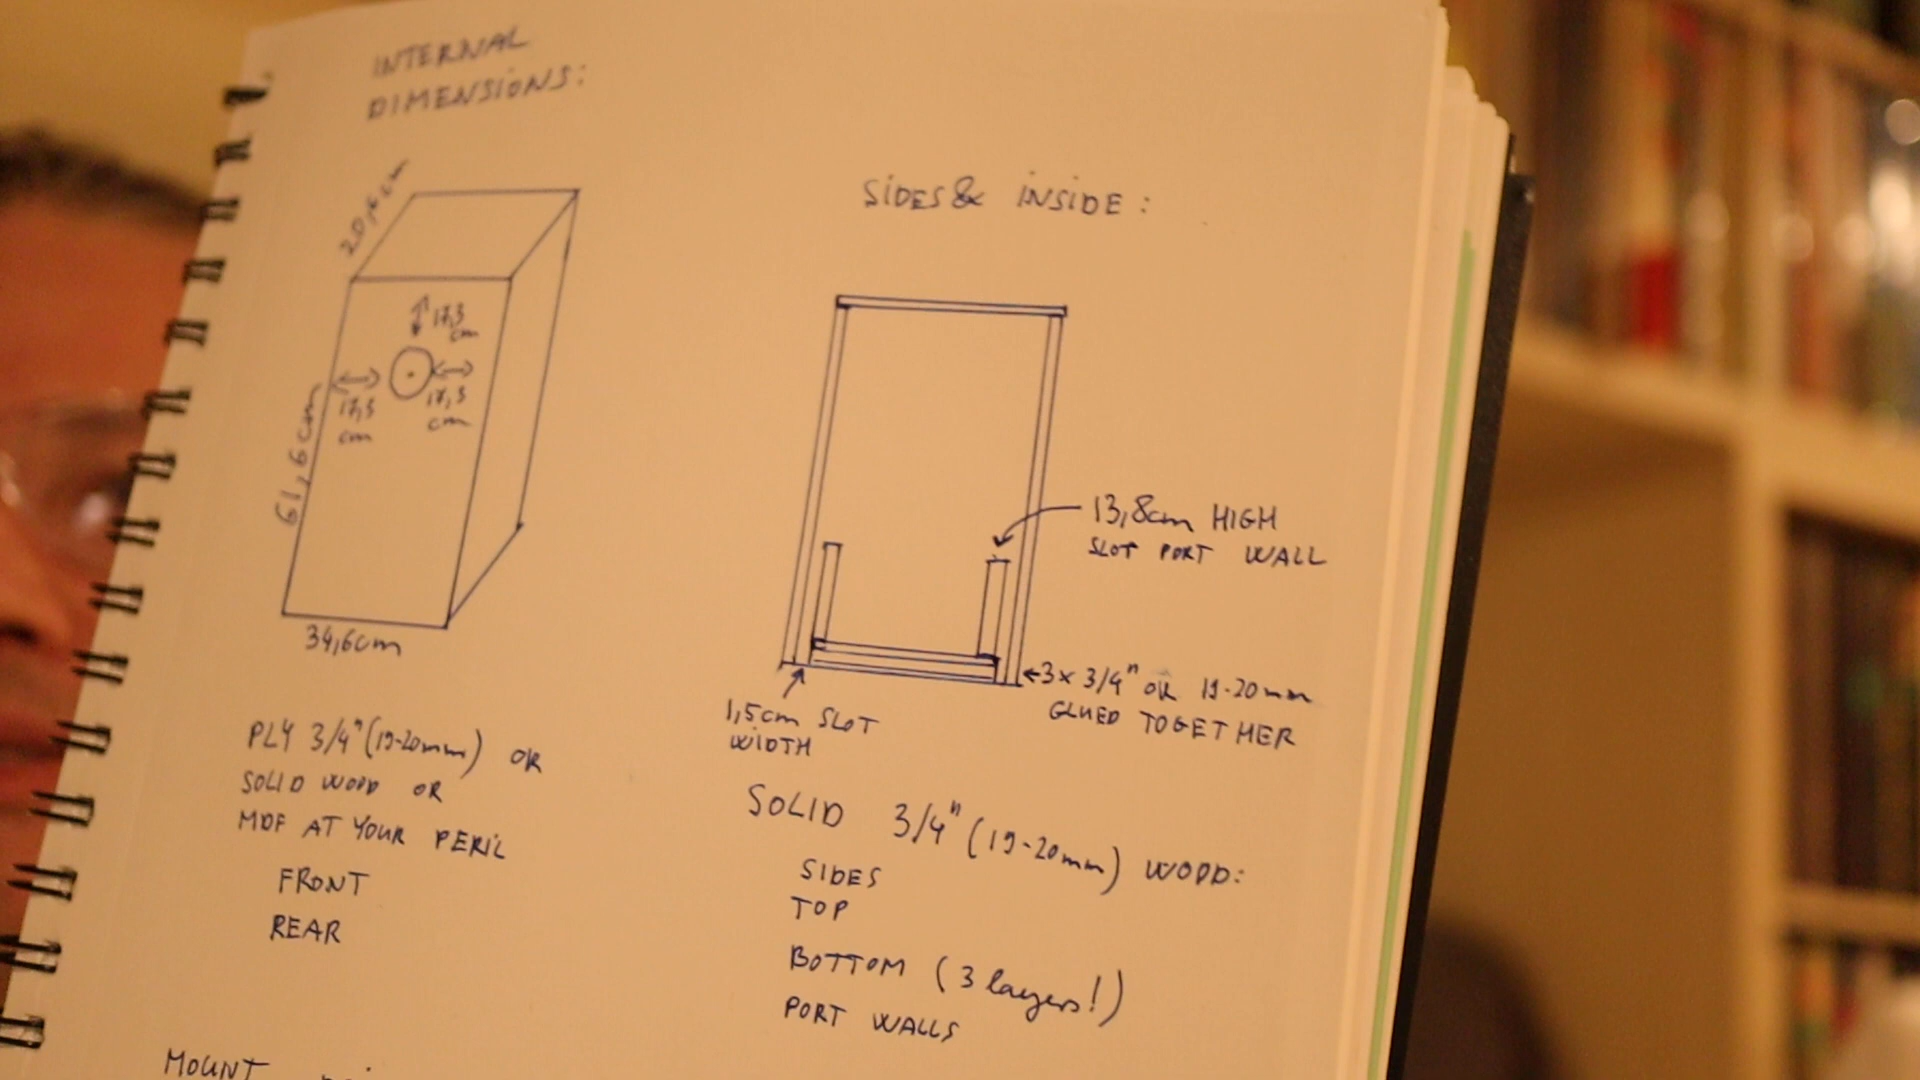 INTERNAL
DIMENSIONS:
20,6cm
17,3
cm
17,3
cm
17,3
cm
61,6cm
34,6cm
PLY 3/4"(19-20mm) OR
SOLID WOOD OR
MDF AT YOUR PERIL
FRONT
REAR
MOUNT
SIDES & INSIDE:
13,8cm HIGH
SLOT PORT WALL
1,5cm SLOT
WIDTH
3x 3/4" OR 19-20mm
GLUED TOGETHER
SOLID 3/4" (19-20mm) WOOD:
SIDES
TOP
BOTTOM (3 layers!)
PORT WALLS